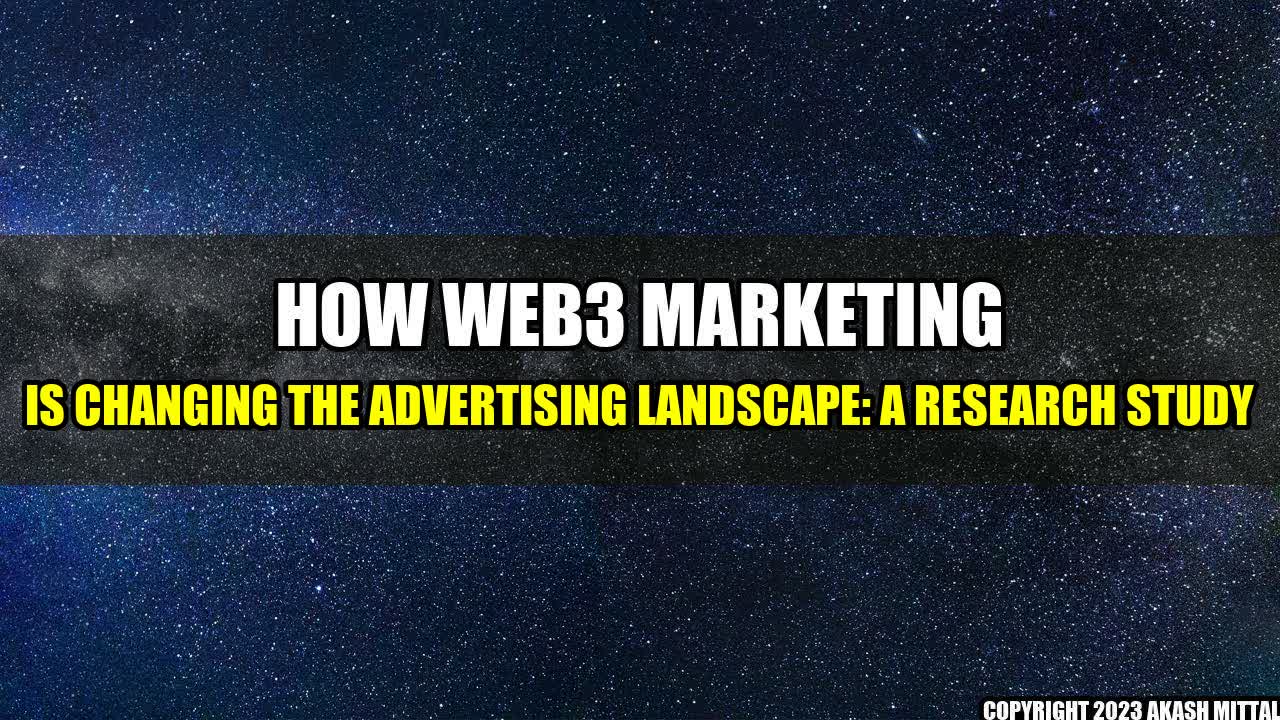 HOW WEB3 MARKETING
IS CHANGING THE ADVERTISING LANDSCAPE: A RESEARCH STUDY
COPYRIGHT 2023 AKASH MITTAL